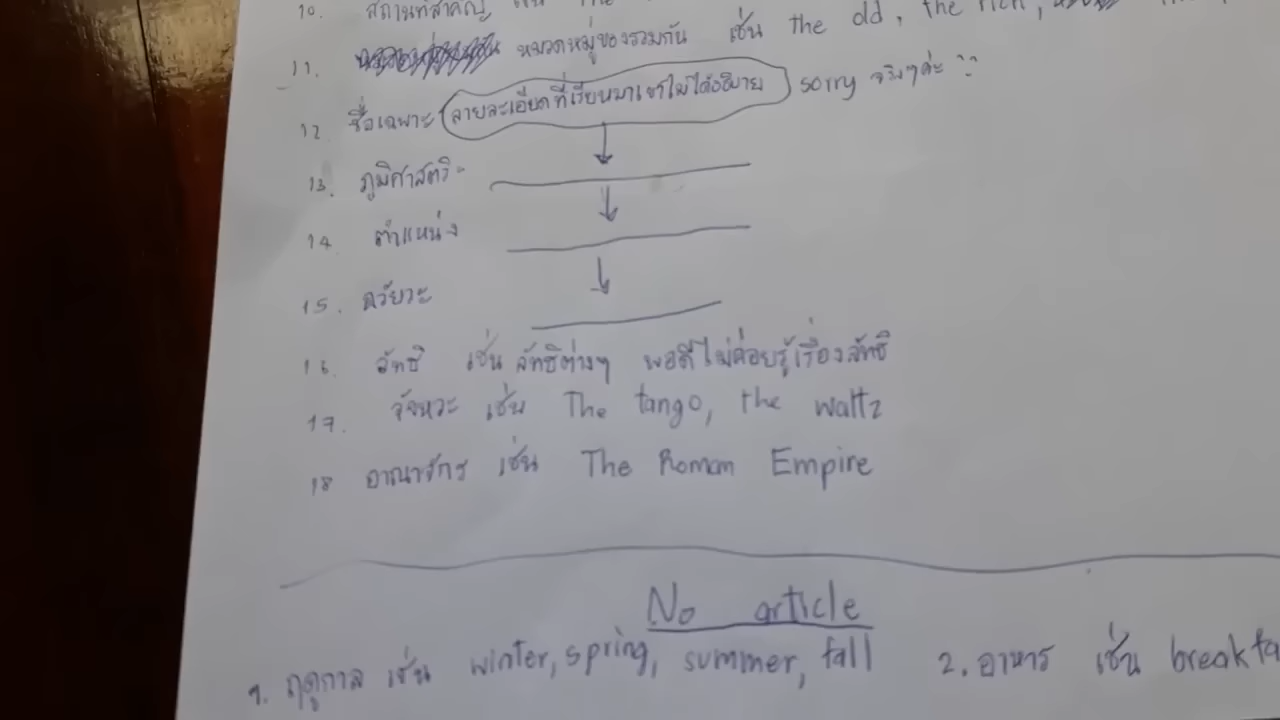 10. สถานที่สำคัญ เช่น the
11. หมวดหมู่ของรวมกัน เช่น the old, the rich,
12 ชื่อเฉพาะ ลายละเอียดที่เรียนมาเขาไม่ได้อธิบาย sorry จริงๆค่ะ
13. ภูมิศาสตร์
14. ตำแหน่ง
15. อวัยวะ
16. ลัทธิ เช่น ลัทธิต่างๆ พอดีไม่ค่อยรู้เรื่องลัทธิ
17. จังหวะ เช่น The tango, the waltz
18 อาณาจักร เช่น The Roman Empire
No article
1. ฤดูกาล เช่น winter, spring, summer, fall 2. อาหาร เช่น breakfa